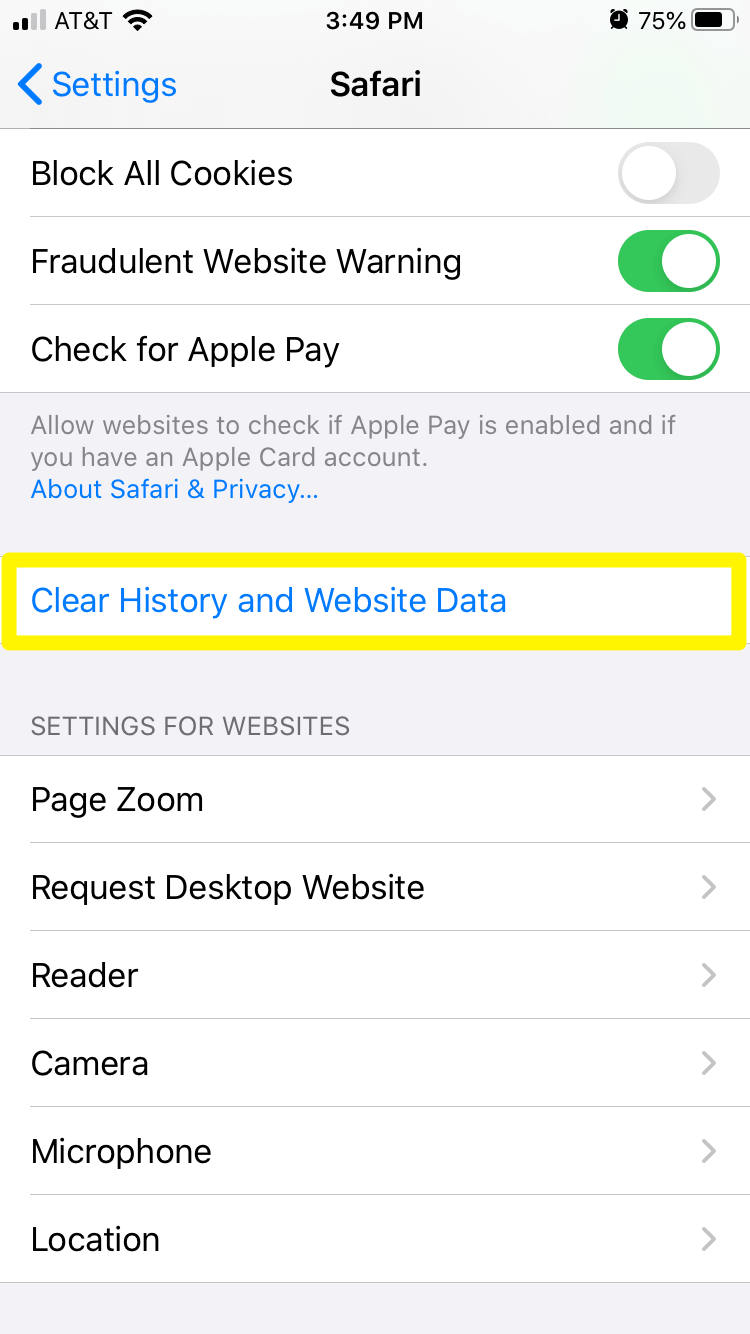 AT&T 3:49 PM 75%
Settings Safari
Block All Cookies
Fraudulent Website Warning
Check for Apple Pay
Allow websites to check if Apple Pay is enabled and if
you have an Apple Card account.
About Safari & Privacy...
Clear History and Website Data
SETTINGS FOR WEBSITES
Page Zoom
Request Desktop Website
Reader
Camera
Microphone
Location